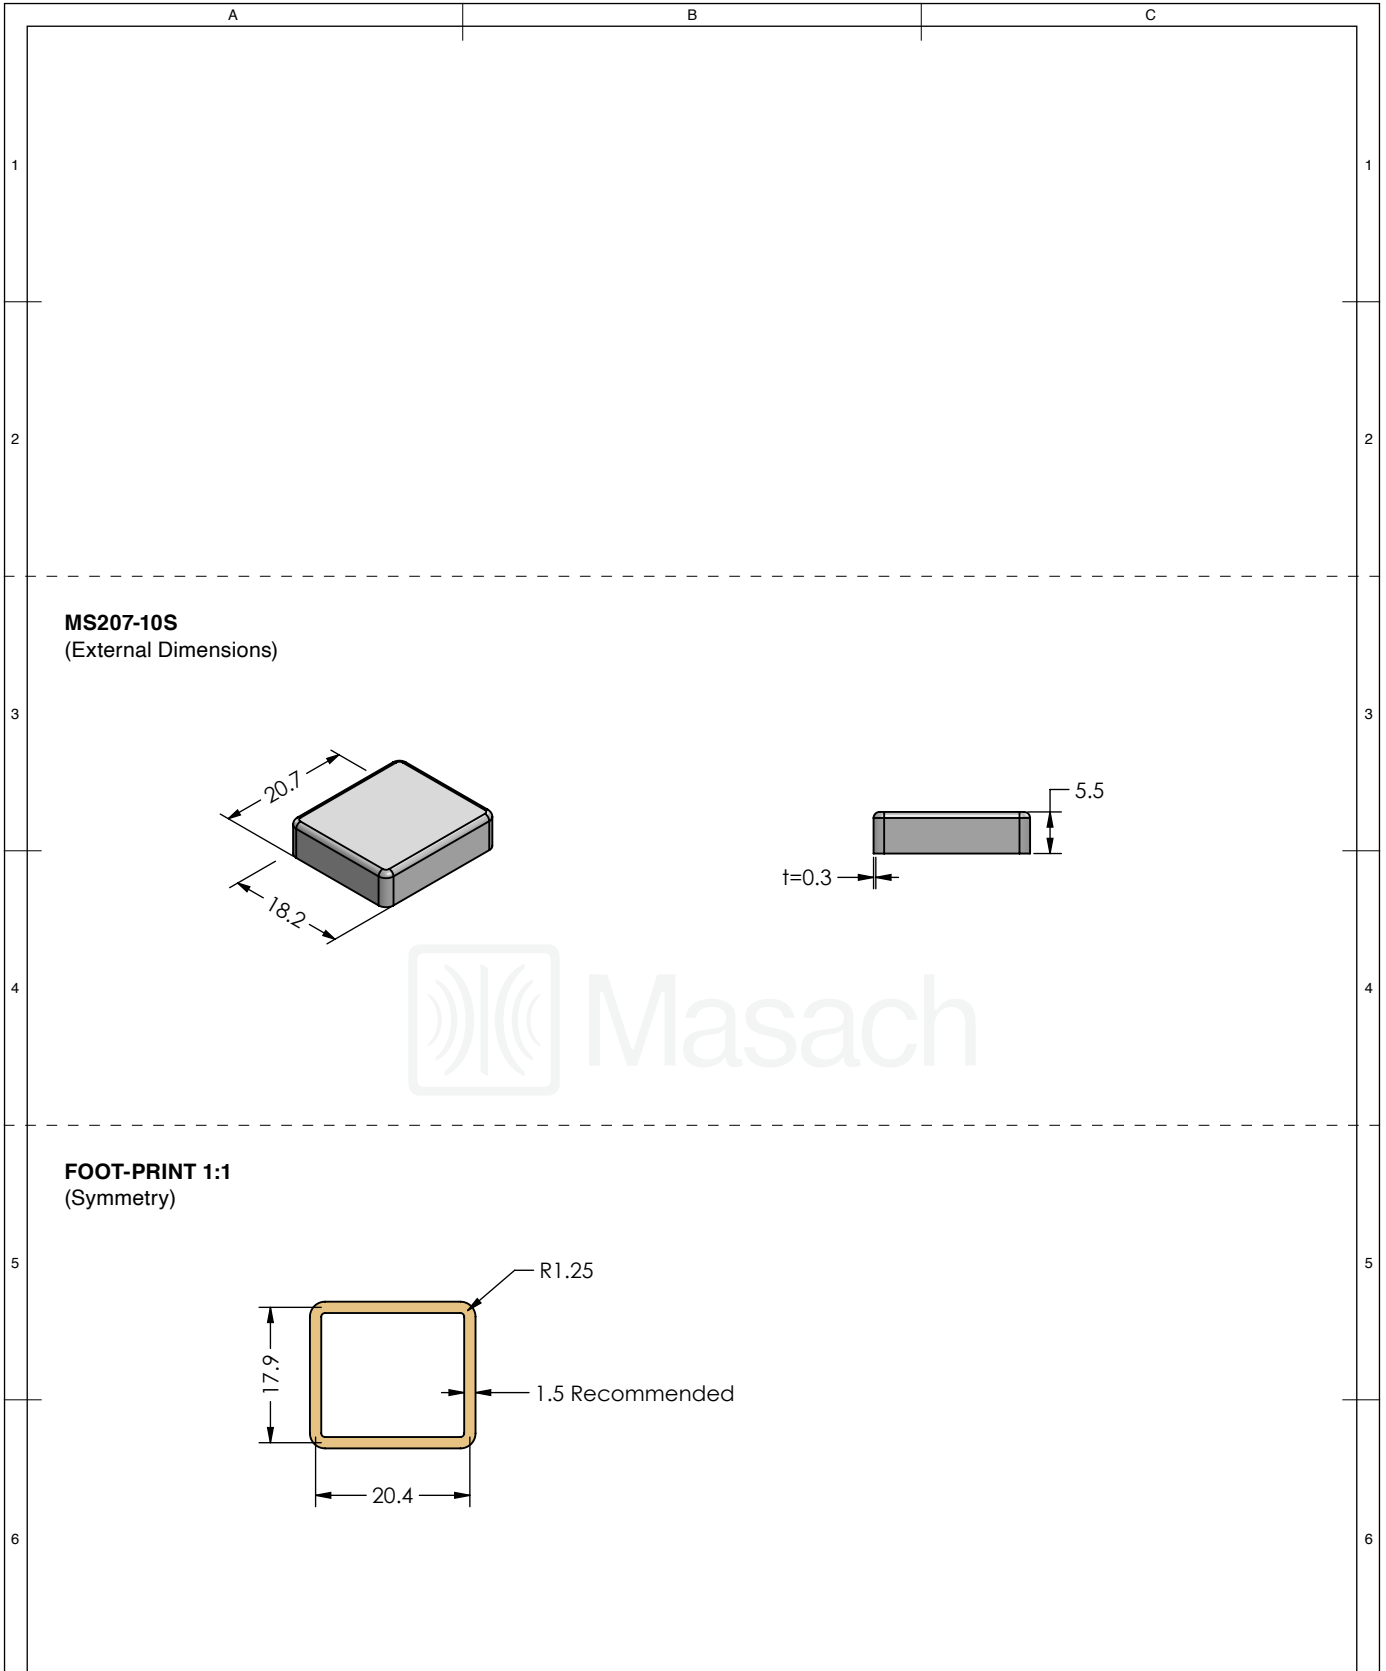 A B C
1 1
2 2
MS207-10S
(External Dimensions)
3 3
20.7
5.5
t=0.3
18.2
4 4
Masach
FOOT-PRINT 1:1
(Symmetry)
5 5
R1.25
17.9
1.5 Recommended
20.4
6 6